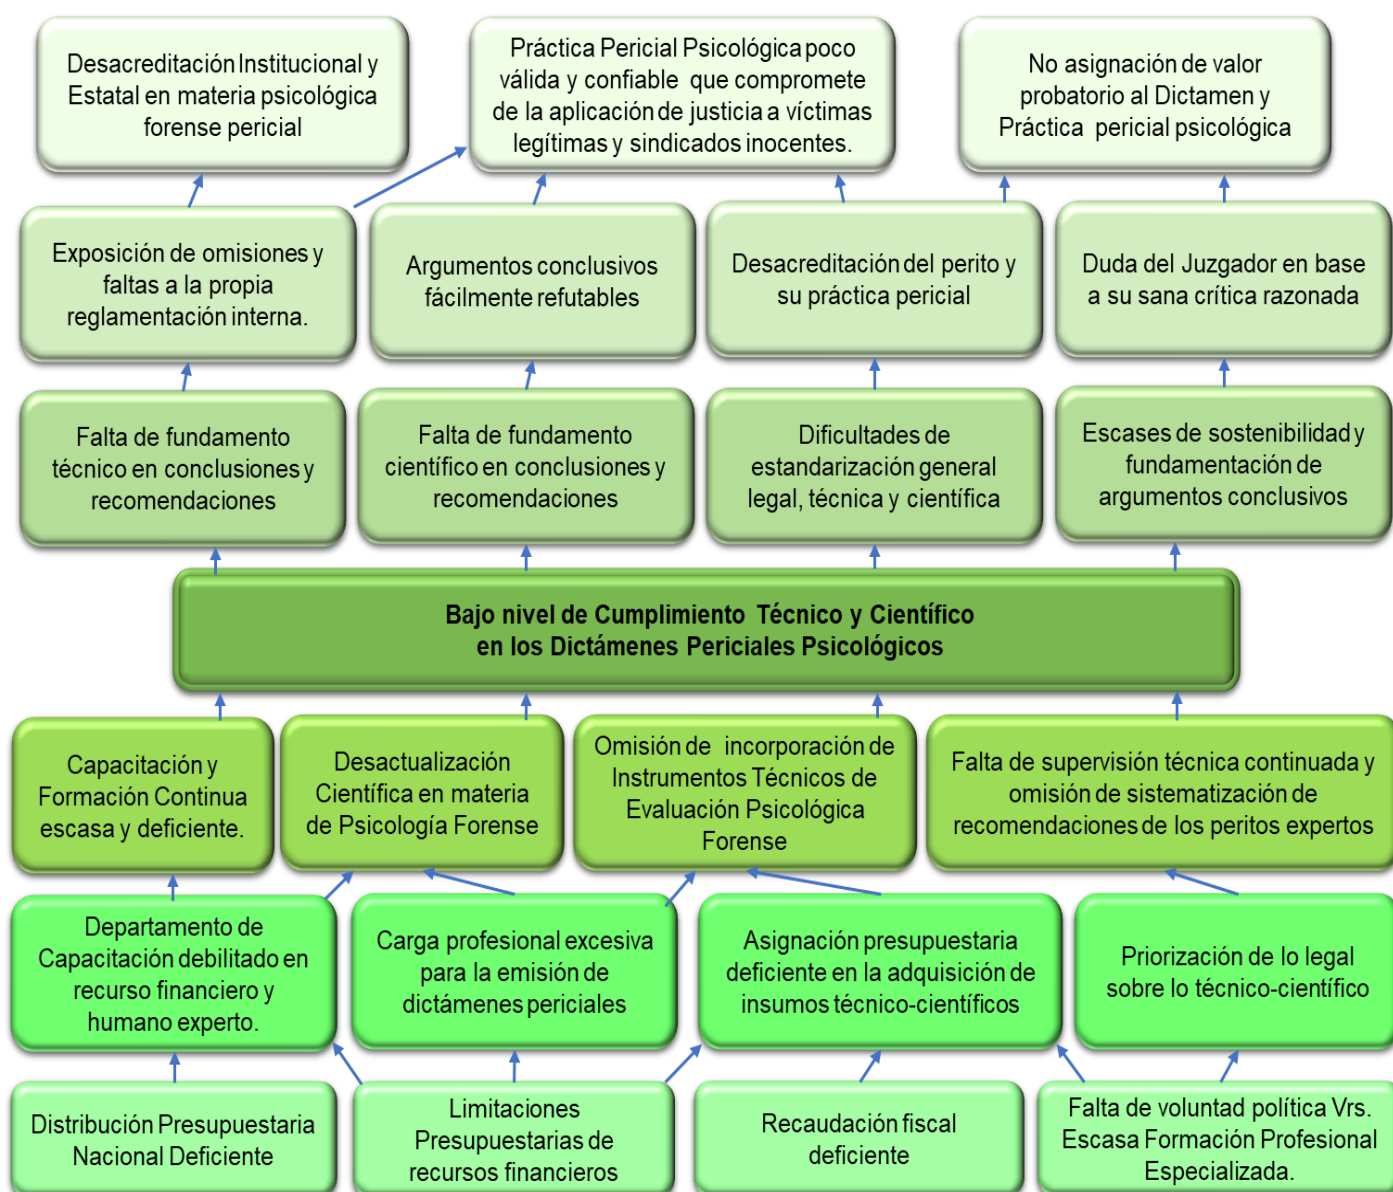 Desacreditación Institucional y
Estatal en materia psicológica
forense pericial
Práctica Pericial Psicológica poco
válida y confiable que compromete
de la aplicación de justicia a víctimas
legítimas y sindicados inocentes.
No asignación de valor
probatorio al Dictamen y
Práctica pericial psicológica
Exposición de omisiones y
faltas a la propia
reglamentación interna.
Argumentos conclusivos
fácilmente refutables
Desacreditación del perito y
su práctica pericial
Duda del Juzgador en base
a su sana crítica razonada
Falta de fundamento
técnico en conclusiones y
recomendaciones
Falta de fundamento
científico en conclusiones y
recomendaciones
Dificultades de
estandarización general
legal, técnica y científica
Escases de sostenibilidad y
fundamentación de
argumentos conclusivos
Bajo nivel de Cumplimiento Técnico y Científico
en los Dictámenes Periciales Psicológicos
Capacitación y
Formación Continua
escasa y deficiente.
Desactualización
Científica en materia
de Psicología Forense
Omisión de incorporación de
Instrumentos Técnicos de
Evaluación Psicológica
Forense
Falta de supervisión técnica continuada y
omisión de sistematización de
recomendaciones de los peritos expertos
Departamento de
Capacitación debilitado en
recurso financiero y
humano experto.
Carga profesional excesiva
para la emisión de
dictámenes periciales
Asignación presupuestaria
deficiente en la adquisición de
insumos técnico-científicos
Priorización de lo legal
sobre lo técnico-científico
Distribución Presupuestaria
Nacional Deficiente
Limitaciones
Presupuestarias de
recursos financieros
Recaudación fiscal
deficiente
Falta de voluntad política Vrs.
Escasa Formación Profesional
Especializada.